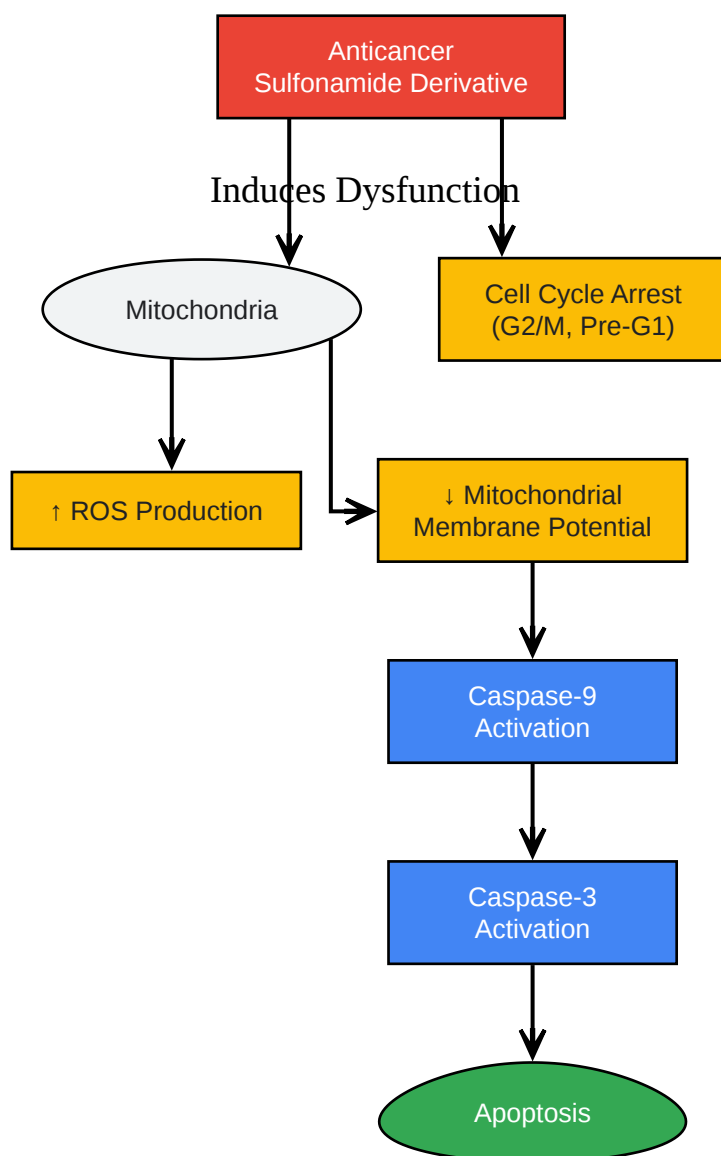 Anticancer
Sulfonamide Derivative
Induces Dysfunction
Mitochondria
Cell Cycle Arrest
(G2/M, Pre-G1)
↑ ROS Production
↓ Mitochondrial
Membrane Potential
Caspase-9
Activation
Caspase-3
Activation
Apoptosis